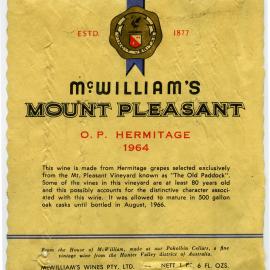 ESTD. 1877
McWILLIAM'S
MOUNT PLEASANT
O. P. HERMITAGE
1964
This wine is made from Hermitage grapes selected exclusively
from the Mt. Pleasant Vineyard known as "The Old Paddock".
Some of the vines in this vineyard are at least 80 years old
and this possibly accounts for the distinctive character associ-
ated with this wine. It was allowed to mature in 500 gallon
oak casks until bottled in August, 1966.
From the House of McWilliam, made at our Pokolbin Cellars, a fine
vintage wine from the Hunter Valley district of Australia.
McWILLIAM'S WINES PTY. LTD. NETT 1 PT. 6 FL. OZS.